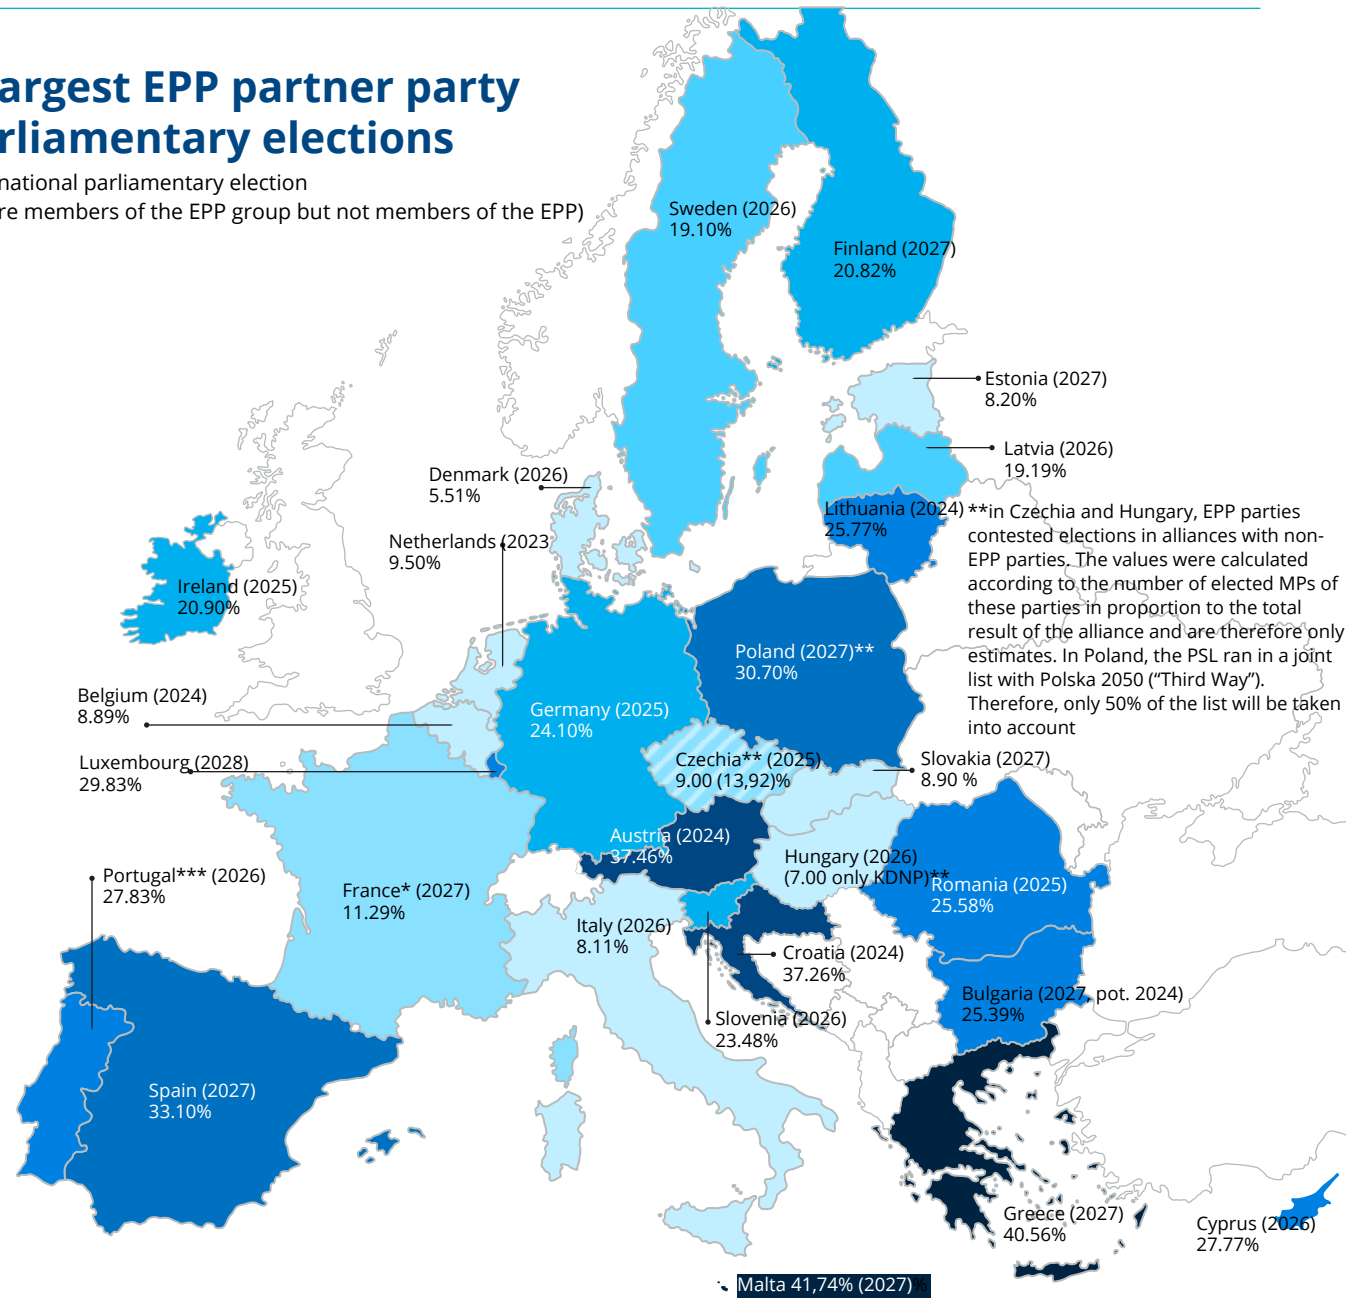 argest EPP partner party
rliamentary elections
national parliamentary election
re members of the EPP group but not members of the EPP)
Sweden (2026)
19.10%
Finland (2027)
20.82%
Estonia (2027)
8.20%
Latvia (2026)
19.19%
Denmark (2026)
5.51%
Lithuania (2024)
25.77%
**in Czechia and Hungary, EPP parties
contested elections in alliances with non-
EPP parties. The values were calculated
according to the number of elected MPs of
these parties in proportion to the total
result of the alliance and are therefore only
estimates. In Poland, the PSL ran in a joint
list with Polska 2050 (“Third Way”).
Therefore, only 50% of the list will be taken
into account
Netherlands (2023
9.50%
Ireland (2025)
20.90%
Poland (2027)**
30.70%
Belgium (2024)
8.89%
Germany (2025)
24.10%
Luxembourg (2028)
29.83%
Czechia** (2025)
9.00 (13,92)%
Slovakia (2027)
8.90 %
Austria (2024)
37.46%
Hungary (2026)
(7.00 only KDNP)**
Romania (2025)
25.58%
Portugal*** (2026)
27.83%
France* (2027)
11.29%
Italy (2026)
8.11%
Croatia (2024)
37.26%
Slovenia (2026)
23.48%
Bulgaria (2027, pot. 2024)
25.39%
Spain (2027)
33.10%
Greece (2027)
40.56%
Cyprus (2026)
27.77%
Malta 41,74% (2027)%